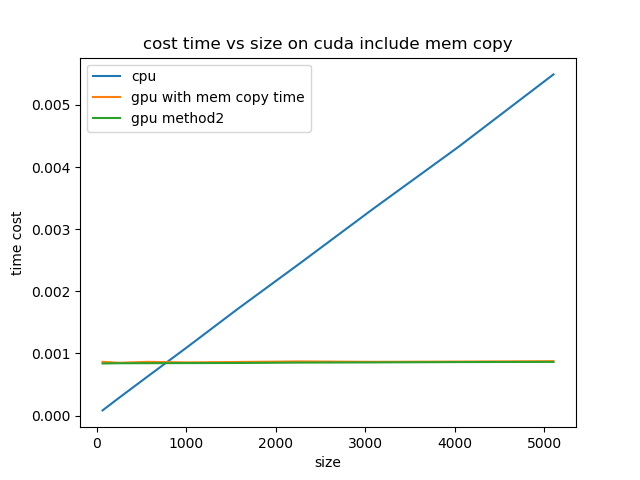 cost time vs size on cuda include mem copy
cpu
gpu with mem copy time
gpu method2
time cost
0.005
0.004
0.003
0.002
0.001
0.000
0
1000
2000
3000
4000
5000
size